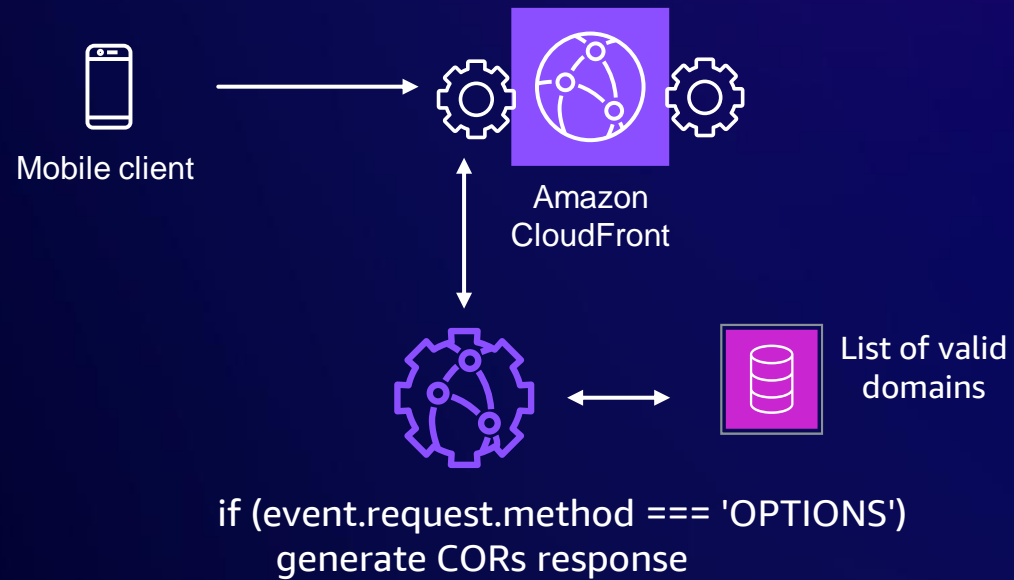 Mobile client
Amazon
CloudFront
List of valid
domains
if (event.request.method === 'OPTIONS')
generate CORs response